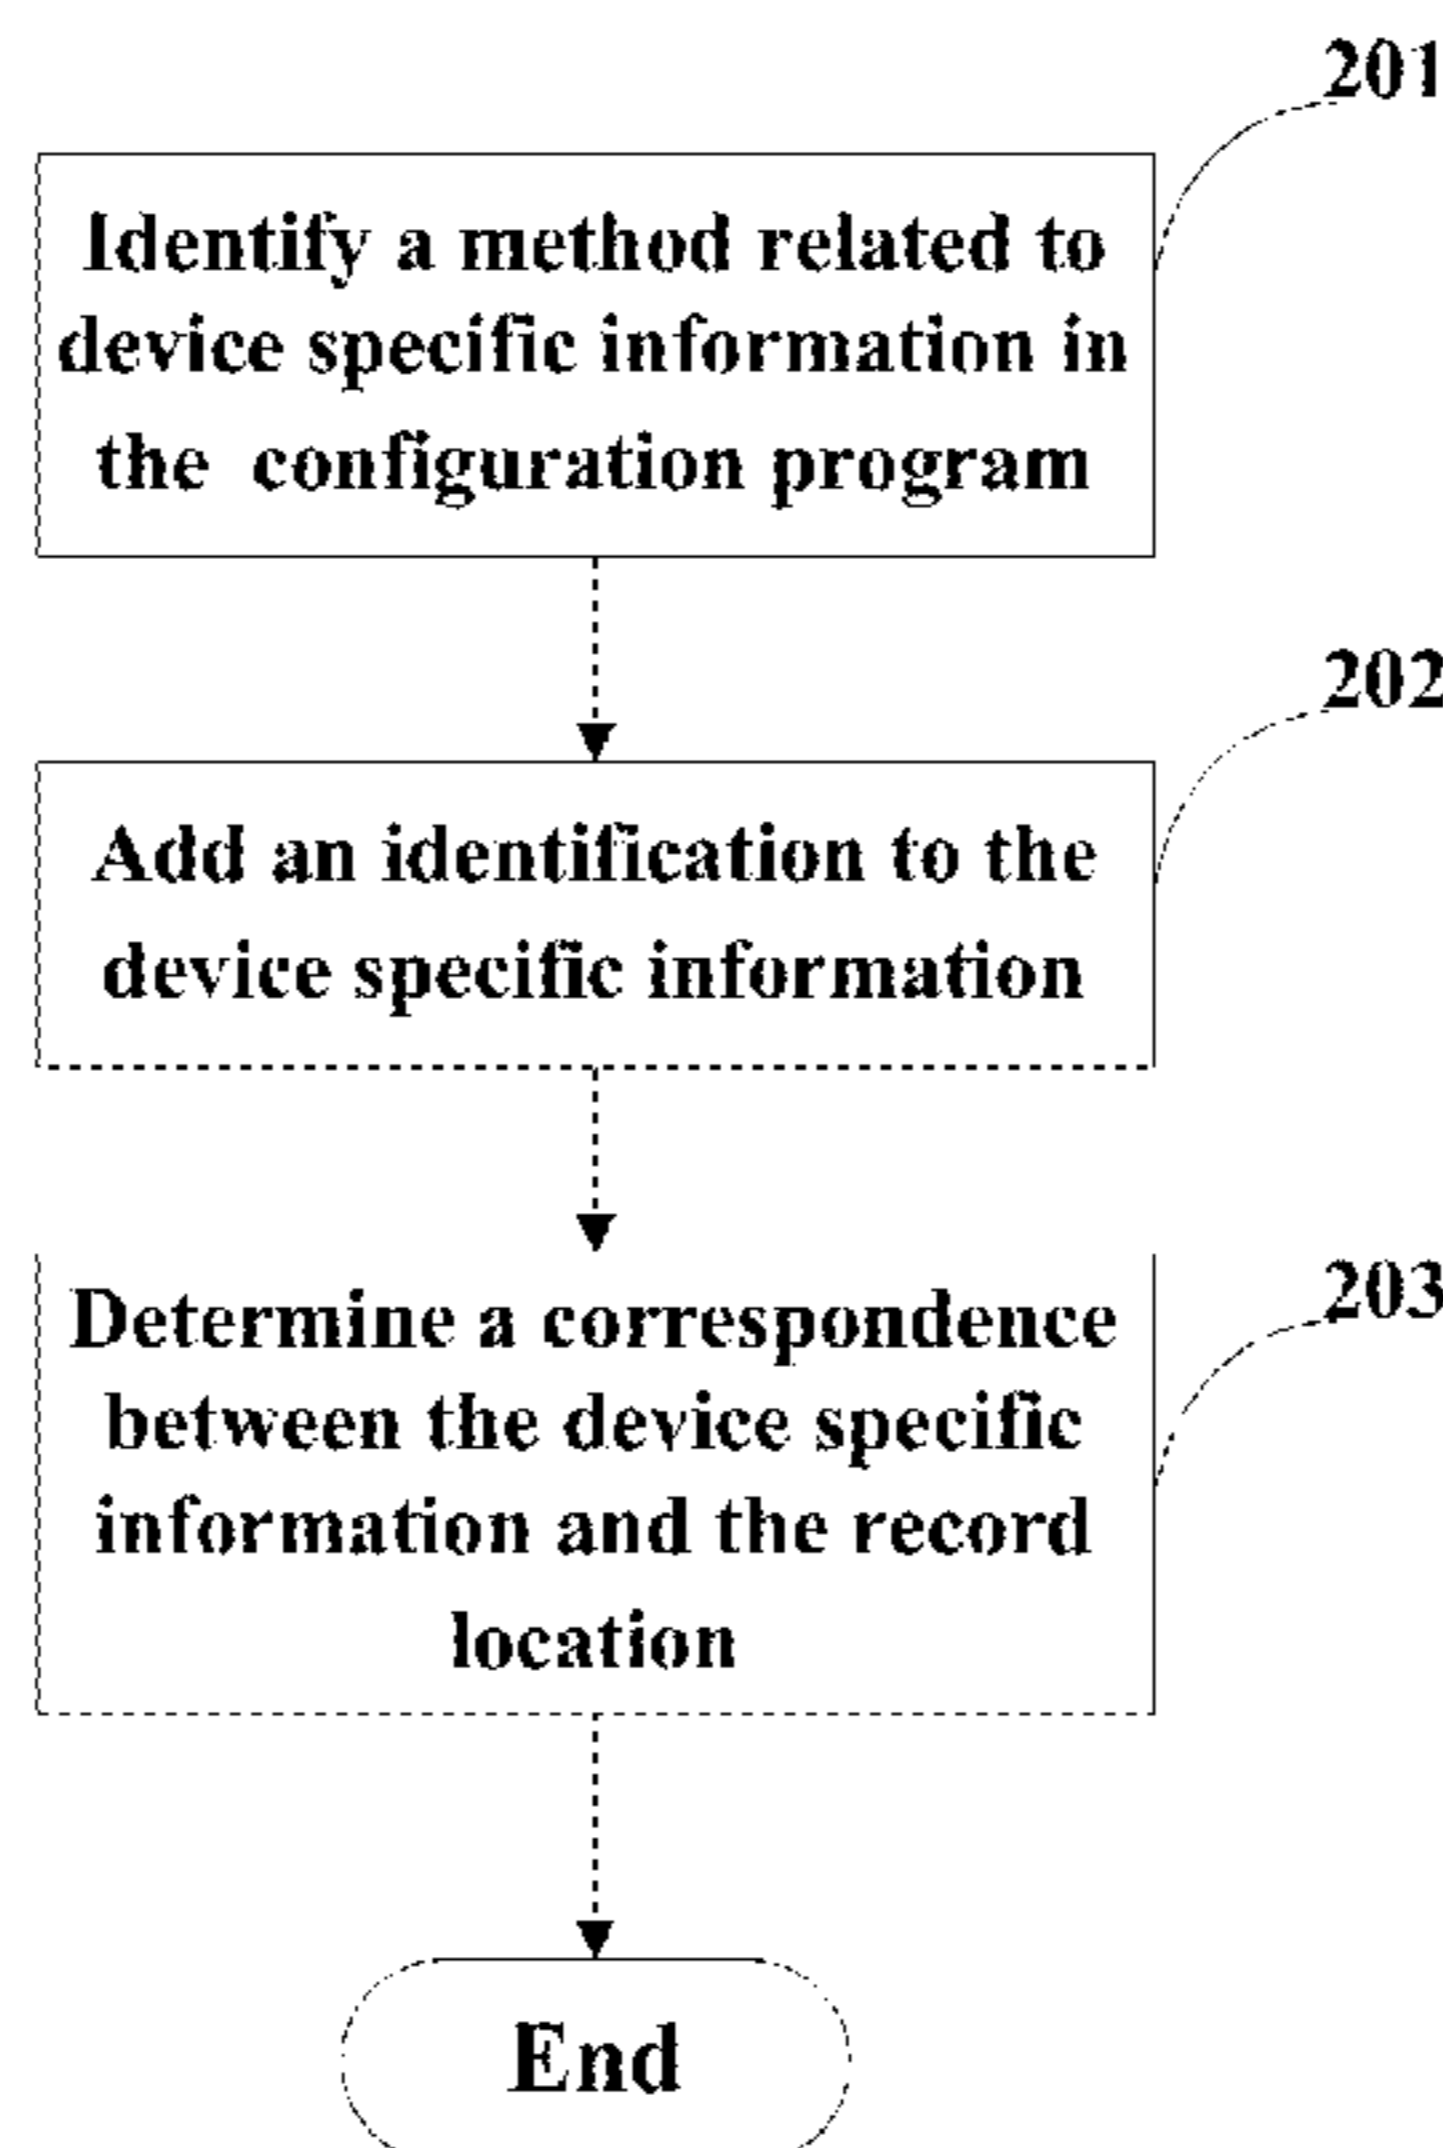 201
Identify a method related to
device specific information in
the configuration program
202
Add an identification to the
device specific information
203
Determine a correspondence
between the device specific
information and the record
location
End